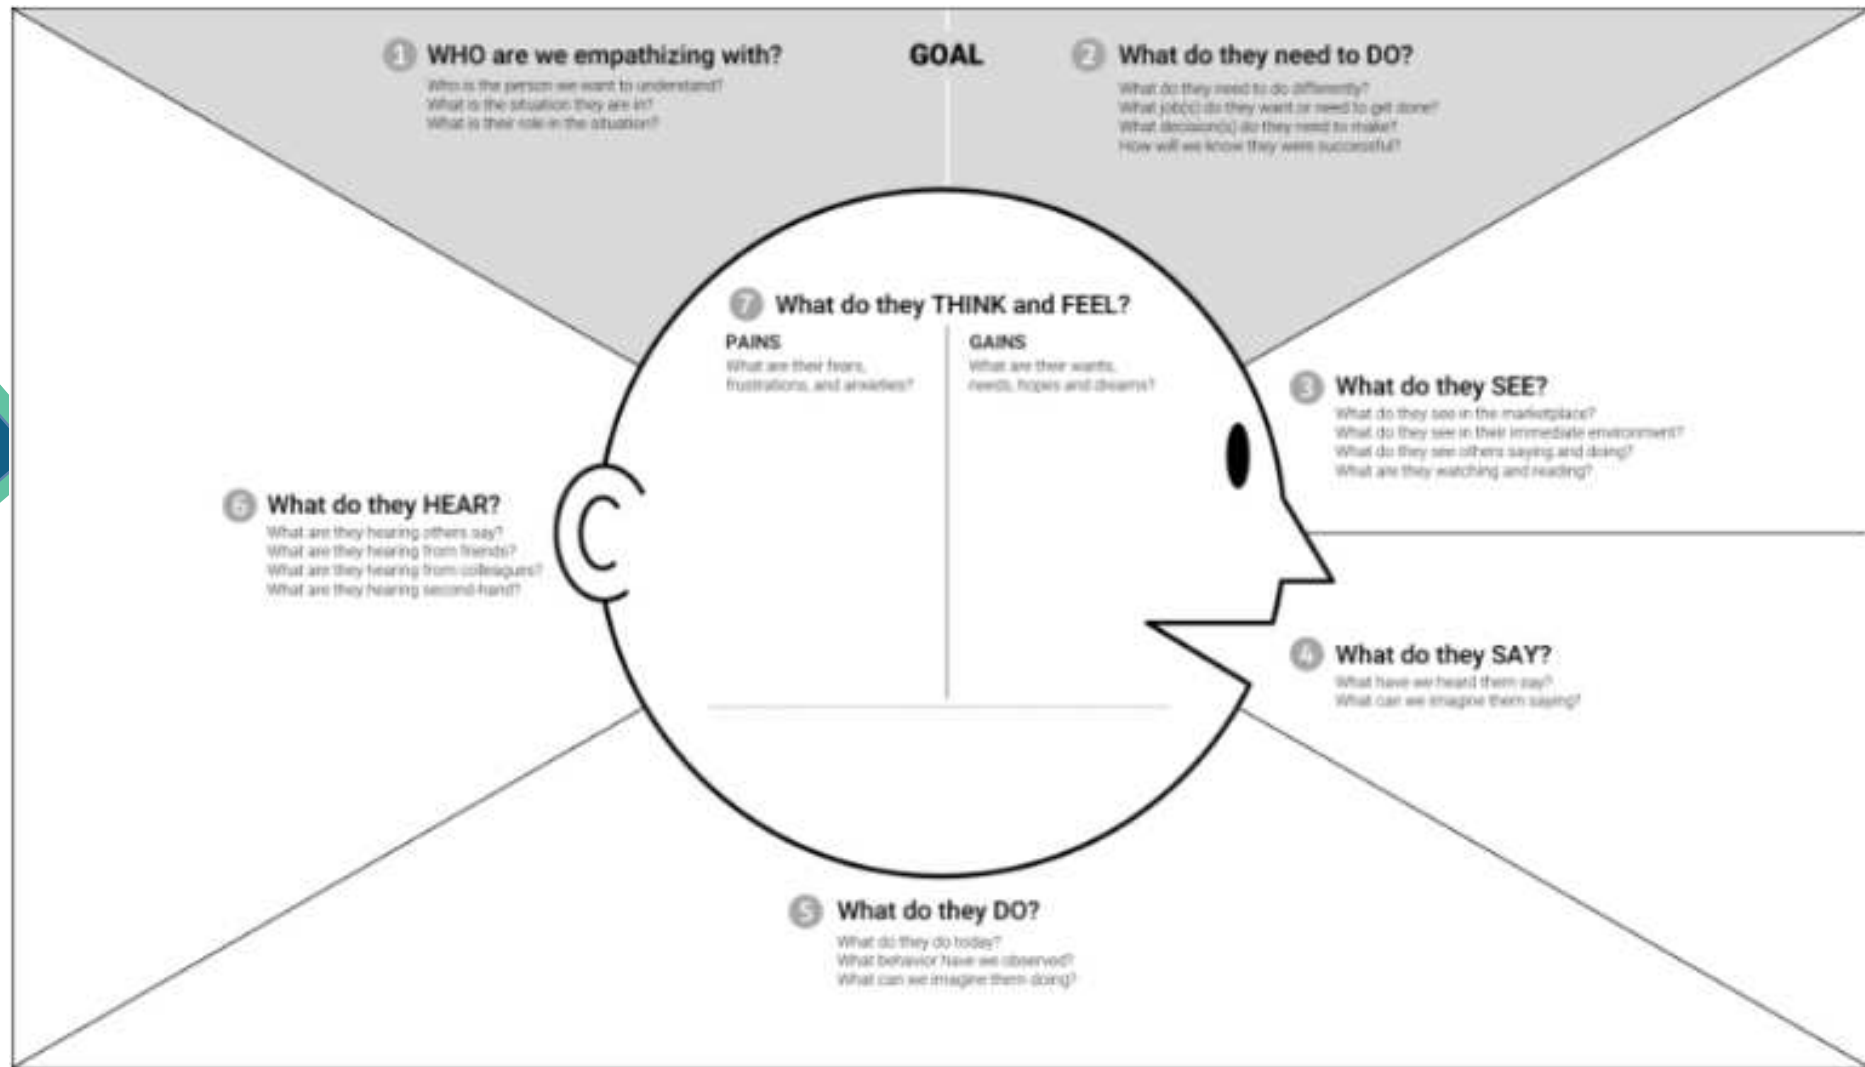 1 WHO are we empathizing with?
Who is the person we want to understand?
What is the situation they are in?
What is their role in the situation?
GOAL
2 What do they need to DO?
What do they need to do differently?
What job(s) do they want or need to get done?
What decision(s) do they need to make?
How will we know they were successful?
3 What do they SEE?
What do they see in the marketplace?
What do they see in their immediate environment?
What do they see others saying and doing?
What are they watching and reading?
4 What do they SAY?
What have we heard them say?
What can we imagine them saying?
5 What do they DO?
What do they do today?
What behavior have we observed?
What can we imagine them doing?
6 What do they HEAR?
What are they hearing others say?
What are they hearing from friends?
What are they hearing from colleagues?
What are they hearing second-hand?
7 What do they THINK and FEEL?
PAINS
What are their fears,
frustrations, and anxieties?
GAINS
What are their wants,
needs, hopes and dreams?